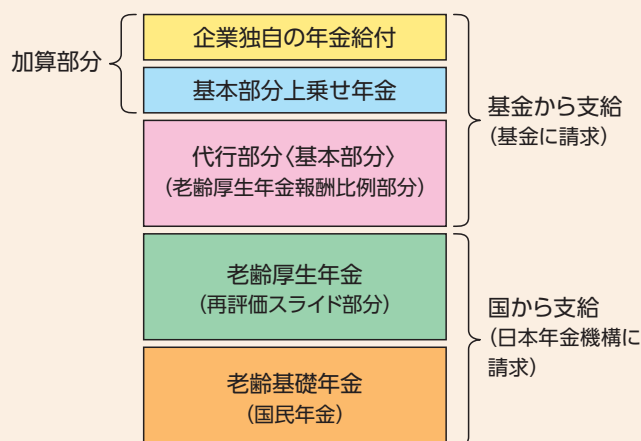 加算部分
企業独自の年金給付
基本部分上乗せ年金
代行部分〈基本部分〉
(老齢厚生年金報酬比例部分)
基金から支給
(基金に請求)
老齢厚生年金
(再評価スライド部分)
老齢基礎年金
(国民年金)
国から支給
(日本年金機構に
請求)